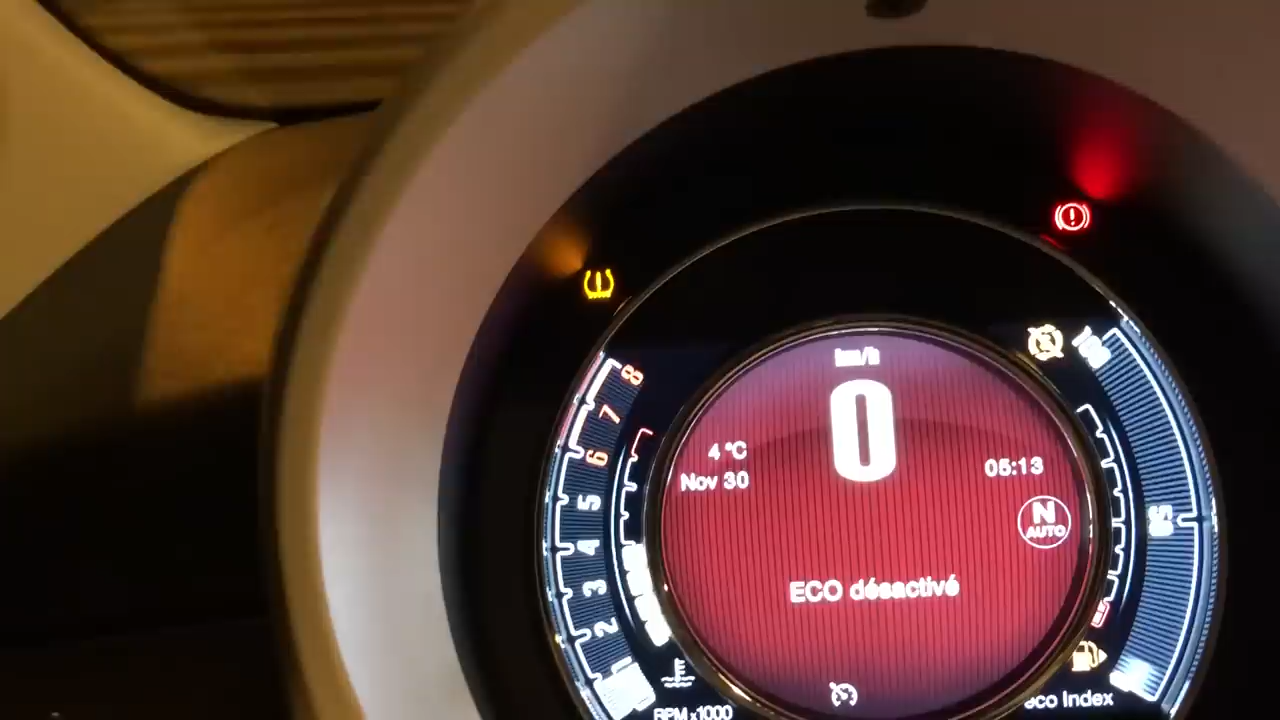 km/h
0
4 °C
Nov 30
05:13
N
AUTO
ECO désactivé
8
7
6
5
4
3
2
RPM x1000
eco Index